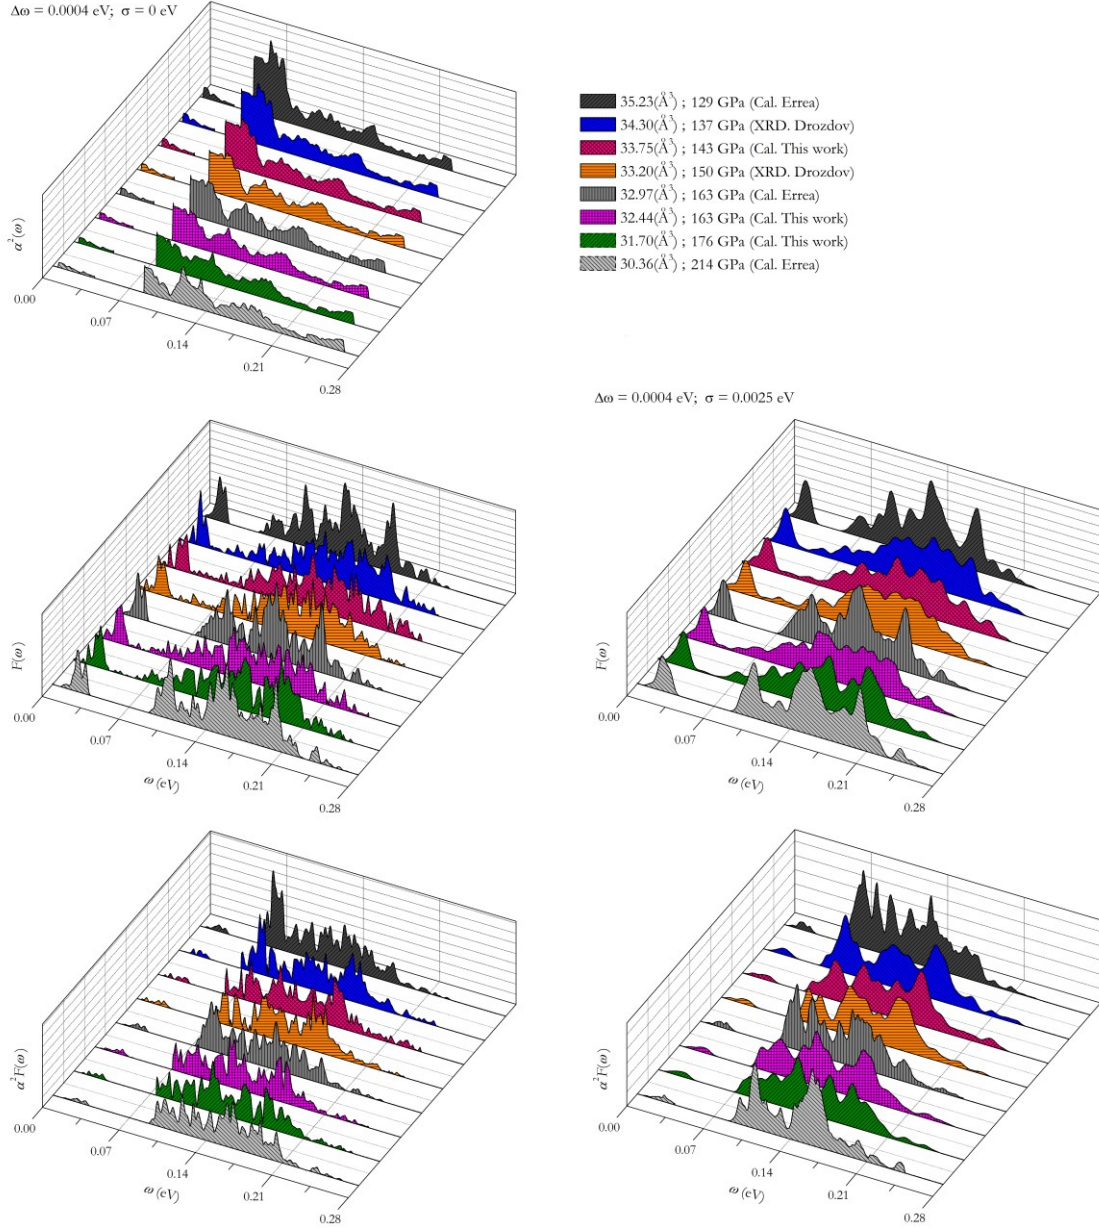 Δω = 0.0004 eV; σ = 0 eV
35.23(Å³) ; 129 GPa (Cal. Errea)
34.30(Å³) ; 137 GPa (XRD. Drozdov)
33.75(Å³) ; 143 GPa (Cal. This work)
33.20(Å³) ; 150 GPa (XRD. Drozdov)
32.97(Å³) ; 163 GPa (Cal. Errea)
32.44(Å³) ; 163 GPa (Cal. This work)
31.70(Å³) ; 176 GPa (Cal. This work)
30.36(Å³) ; 214 GPa (Cal. Errea)
α²(ω)
0.00
0.07
0.14
0.21
0.28
Δω = 0.0004 eV; σ = 0.0025 eV
F(ω)
0.00
0.07
0.14
0.21
0.28
ω (eV)
F(ω)
0.00
0.07
0.14
0.21
0.28
ω (eV)
α²F(ω)
0.00
0.07
0.14
0.21
0.28
ω (eV)
α²F(ω)
0.00
0.07
0.14
0.21
0.28
ω (eV)